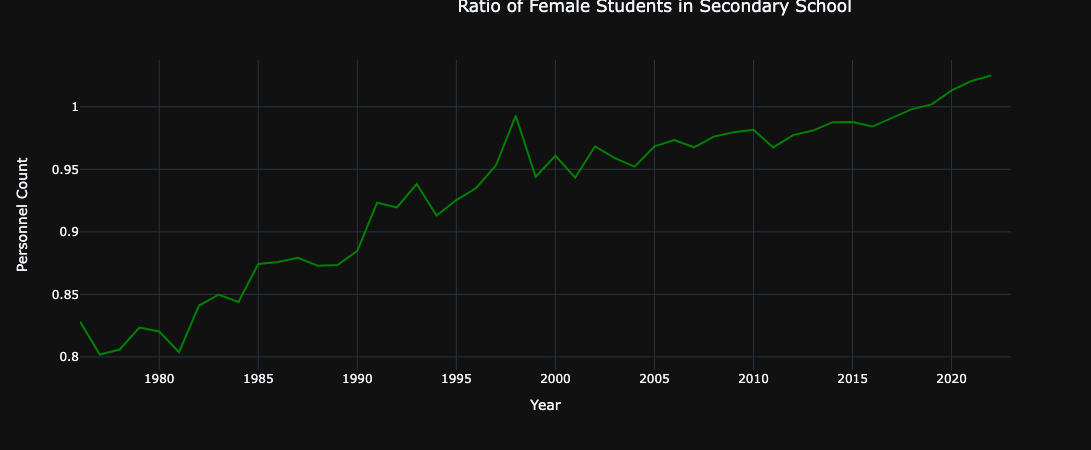 Ratio of Female Students in Secondary School
Personnel Count
1
0.95
0.9
0.85
0.8
1980 1985 1990 1995 2000 2005 2010 2015 2020
Year